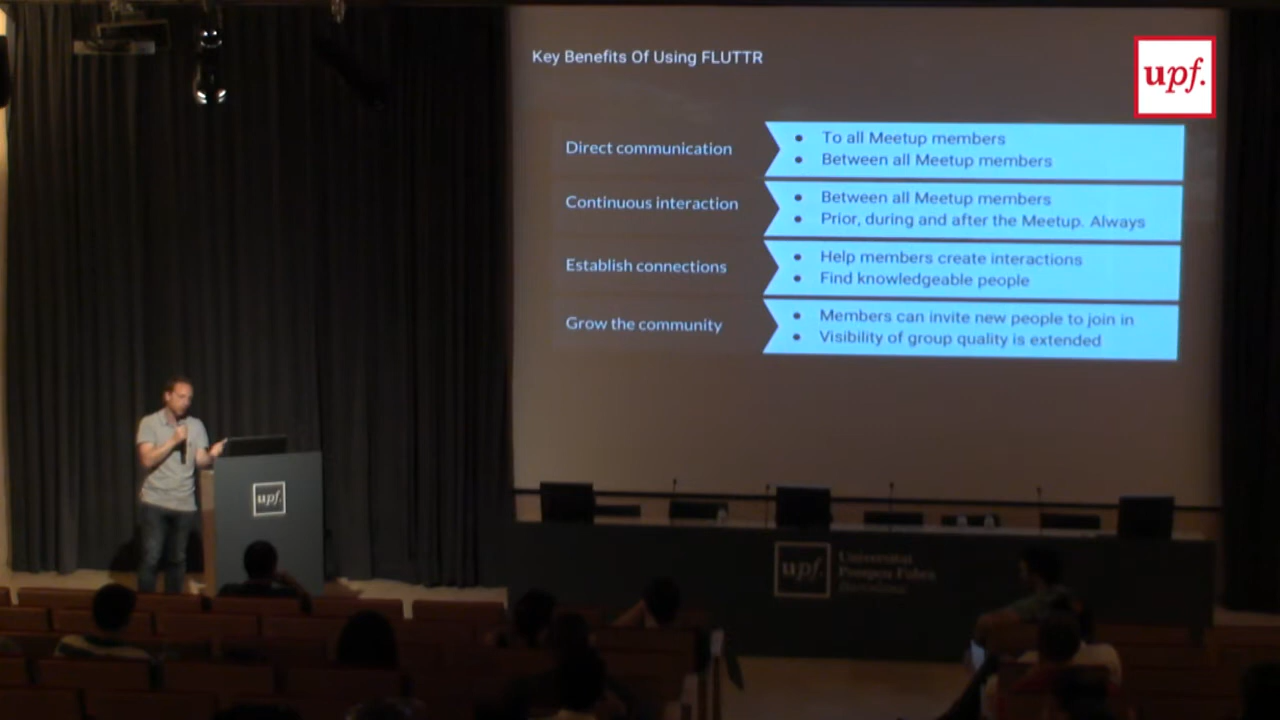 Key Benefits Of Using FLUTTR
upf.
Direct communication
To all Meetup members
Between all Meetup members
Continuous interaction
Between all Meetup members
Prior, during and after the Meetup. Always
Establish connections
Help members create interactions
Find knowledgeable people
Grow the community
Members can invite new people to join in
Visibility of group quality is extended
upf.
upf.
Universitat
Pompeu Fabra